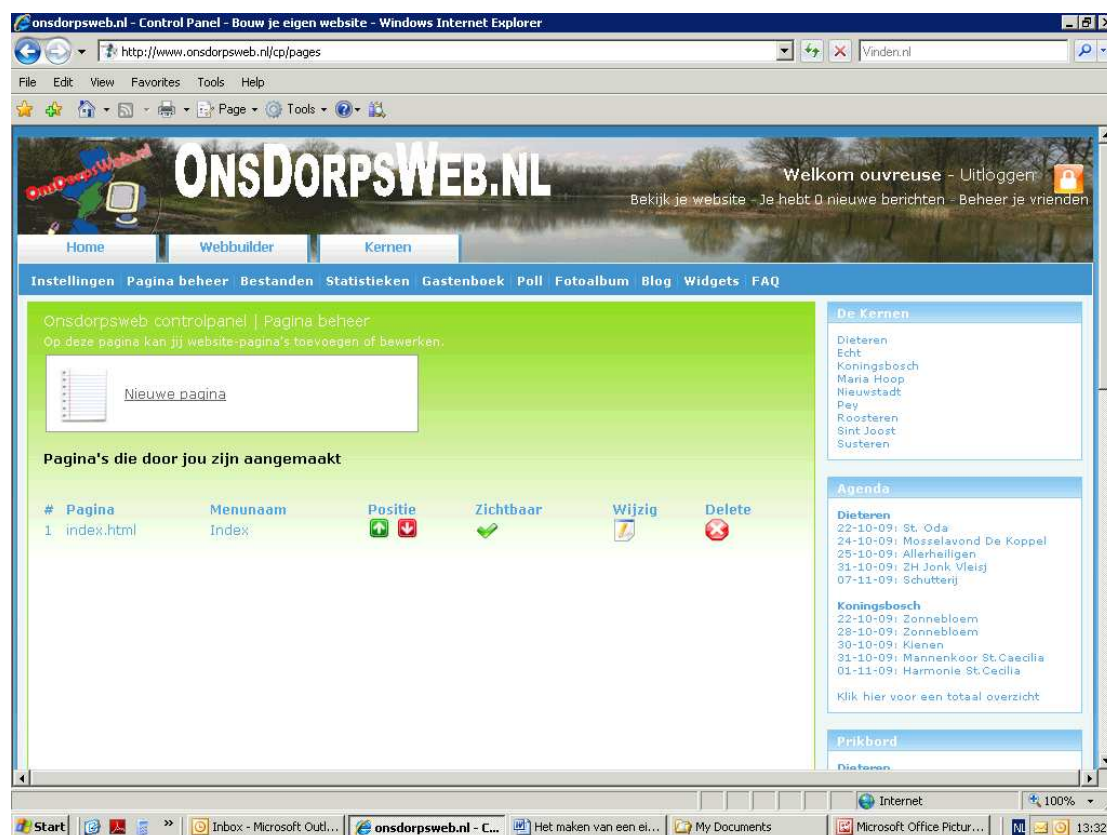 onsdorpsweb.nl - Control Panel - Bouw je eigen website - Windows Internet Explorer
http://www.onsdorpsweb.nl/cp/pages
Vinden.nl
File Edit View Favorites Tools Help
Page Tools
OnsDorpsWeb.nl
ONSDORPSWEB.NL
Welkom ouvreuse - Uitloggen
Bekijk je website - Je hebt 0 nieuwe berichten - Beheer je vrienden
Home Webbuilder Kernen
Instellingen Pagina beheer Bestanden Statistieken Gastenboek Poll Fotoalbum Blog Widgets FAQ
Onsdorpsweb controlpanel | Pagina beheer
Op deze pagina kan jij website-pagina's toevoegen of bewerken.
Nieuwe pagina
Pagina's die door jou zijn aangemaakt
# Pagina Menunaam Positie Zichtbaar Wijzig Delete
1 index.html Index
De Kernen
Dieteren
Echt
Koningsbosch
Maria Hoop
Nieuwstadt
Pey
Roosteren
Sint Joost
Susteren
Agenda
Dieteren
22-10-09: St. Oda
24-10-09: Mosselavond De Koppel
25-10-09: Allerheiligen
31-10-09: ZH Jonk Vleisj
07-11-09: Schutterij
Koningsbosch
22-10-09: Zonnebloem
28-10-09: Zonnebloem
30-10-09: Kienen
31-10-09: Mannenkoor St.Caecilia
01-11-09: Harmonie St.Cecilia
Klik hier voor een totaal overzicht
Prikbord
Dieteren
Internet 100%
Start » Inbox - Microsoft Outl... onsdorpsweb.nl - C... Het maken van een ei... My Documents Microsoft Office Pictur... NL 13:32